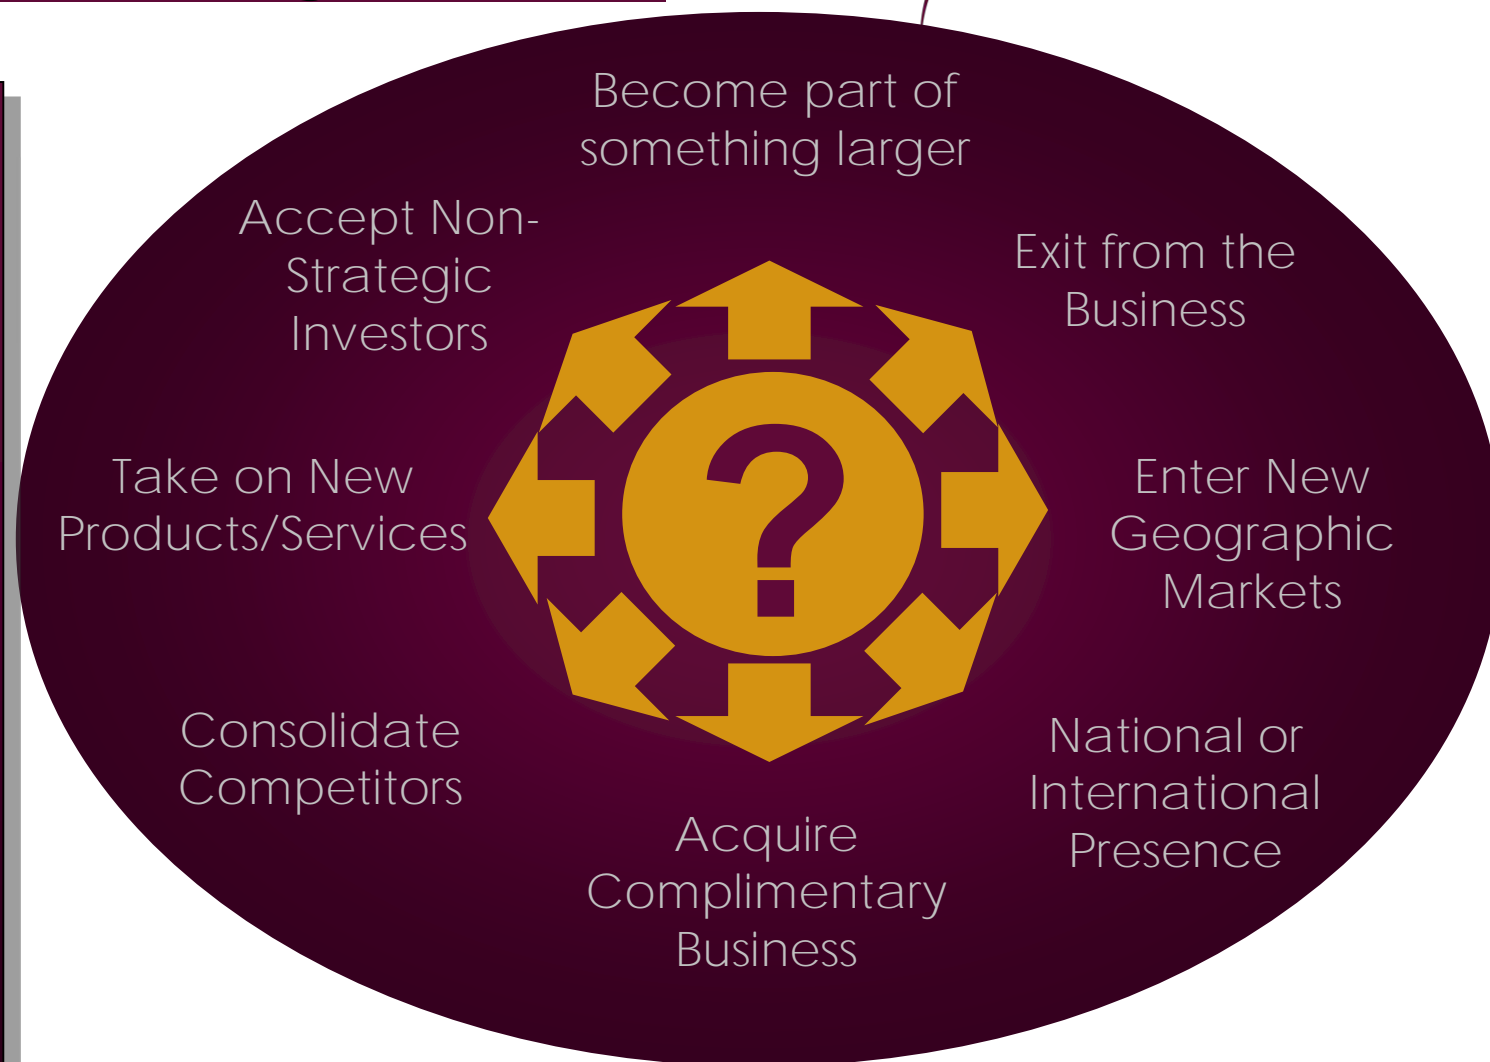 Become part of
something larger
Accept Non-
Strategic
Investors
Exit from the
Business
Take on New
Products/Services
?
Enter New
Geographic
Markets
Consolidate
Competitors
National or
International
Presence
Acquire
Complimentary
Business